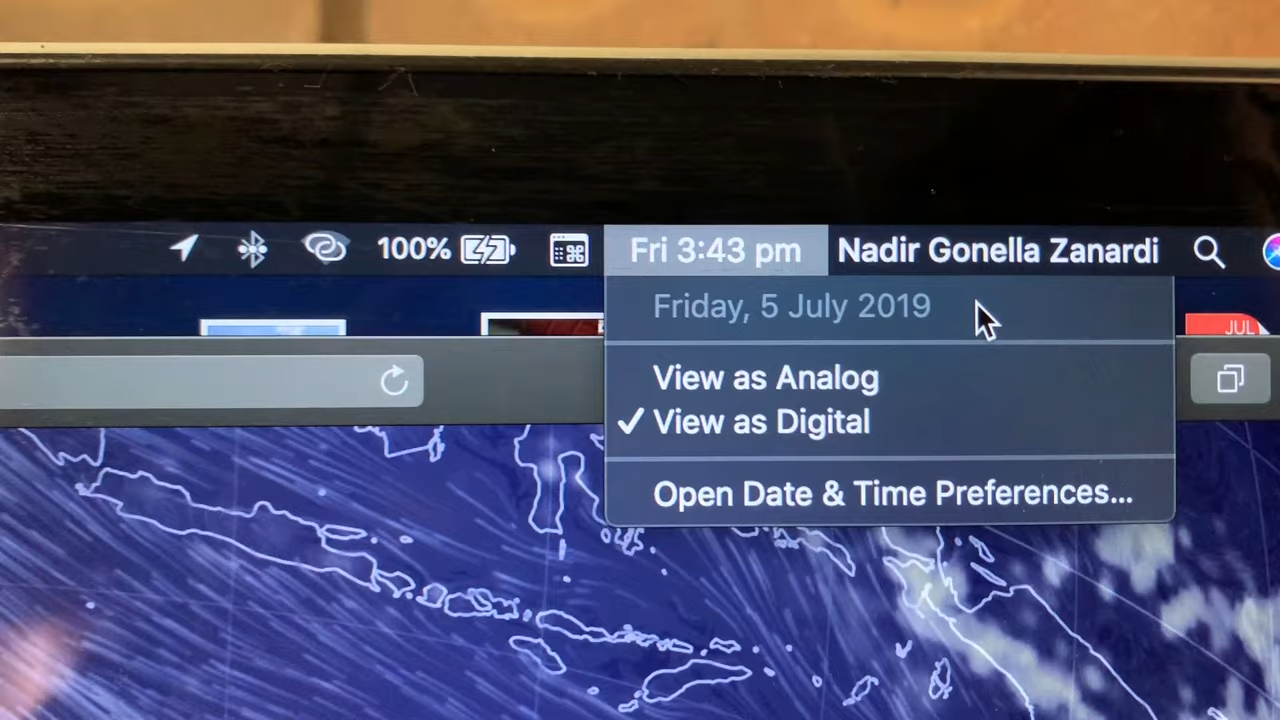 100% Fri 3:43 pm Nadir Gonella Zanardi
Friday, 5 July 2019
JUL
View as Analog
✓ View as Digital
Open Date & Time Preferences...